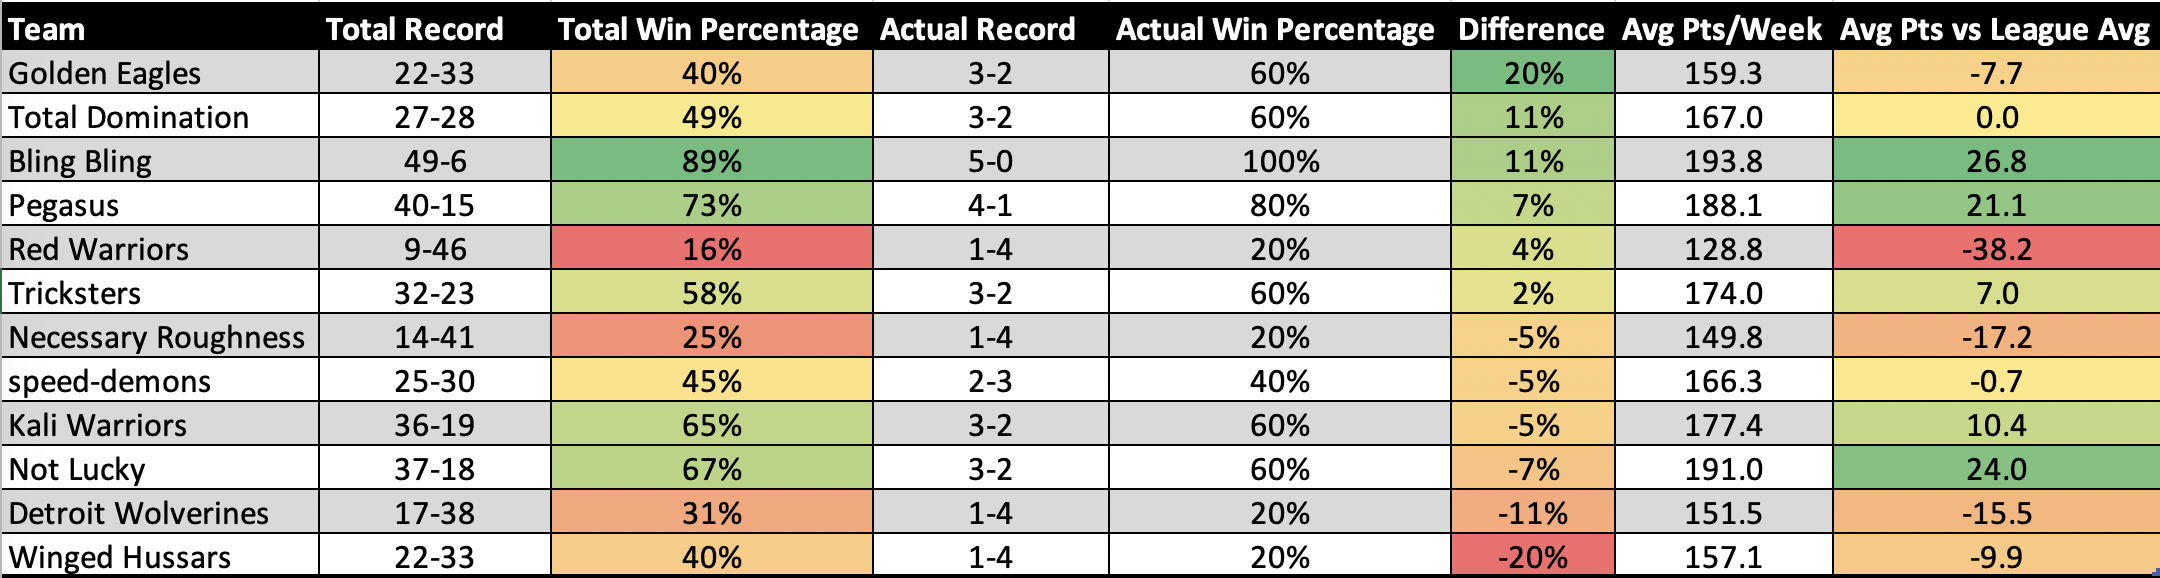 Team Total Record Total Win Percentage Actual Record Actual Win Percentage Difference Avg Pts/Week Avg Pts vs League Avg
Golden Eagles 22-33 40% 3-2 60% 20% 159.3 -7.7
Total Domination 27-28 49% 3-2 60% 11% 167.0 0.0
Bling Bling 49-6 89% 5-0 100% 11% 193.8 26.8
Pegasus 40-15 73% 4-1 80% 7% 188.1 21.1
Red Warriors 9-46 16% 1-4 20% 4% 128.8 -38.2
Tricksters 32-23 58% 3-2 60% 2% 174.0 7.0
Necessary Roughness 14-41 25% 1-4 20% -5% 149.8 -17.2
speed-demons 25-30 45% 2-3 40% -5% 166.3 -0.7
Kali Warriors 36-19 65% 3-2 60% -5% 177.4 10.4
Not Lucky 37-18 67% 3-2 60% -7% 191.0 24.0
Detroit Wolverines 17-38 31% 1-4 20% -11% 151.5 -15.5
Winged Hussars 22-33 40% 1-4 20% -20% 157.1 -9.9